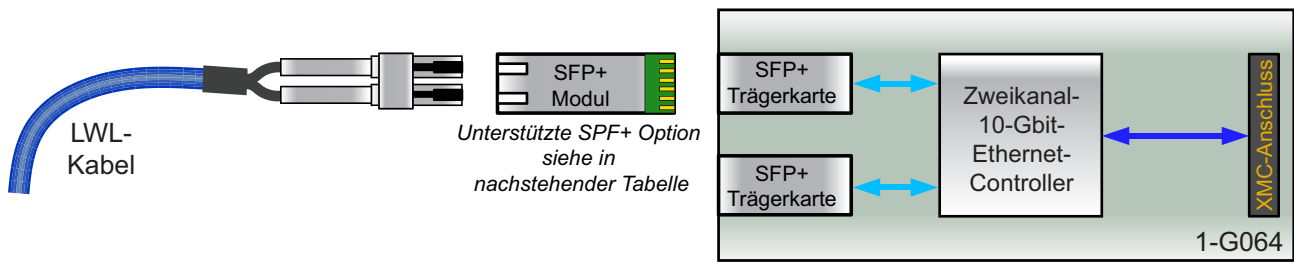 LWL-
Kabel
SFP+
Modul
Unterstützte SPF+ Option
siehe in
nachstehender Tabelle
SFP+
Trägerkarte
SFP+
Trägerkarte
Zweikanal-
10-Gbit-
Ethernet-
Controller
XMC-Anschluss
1-G064